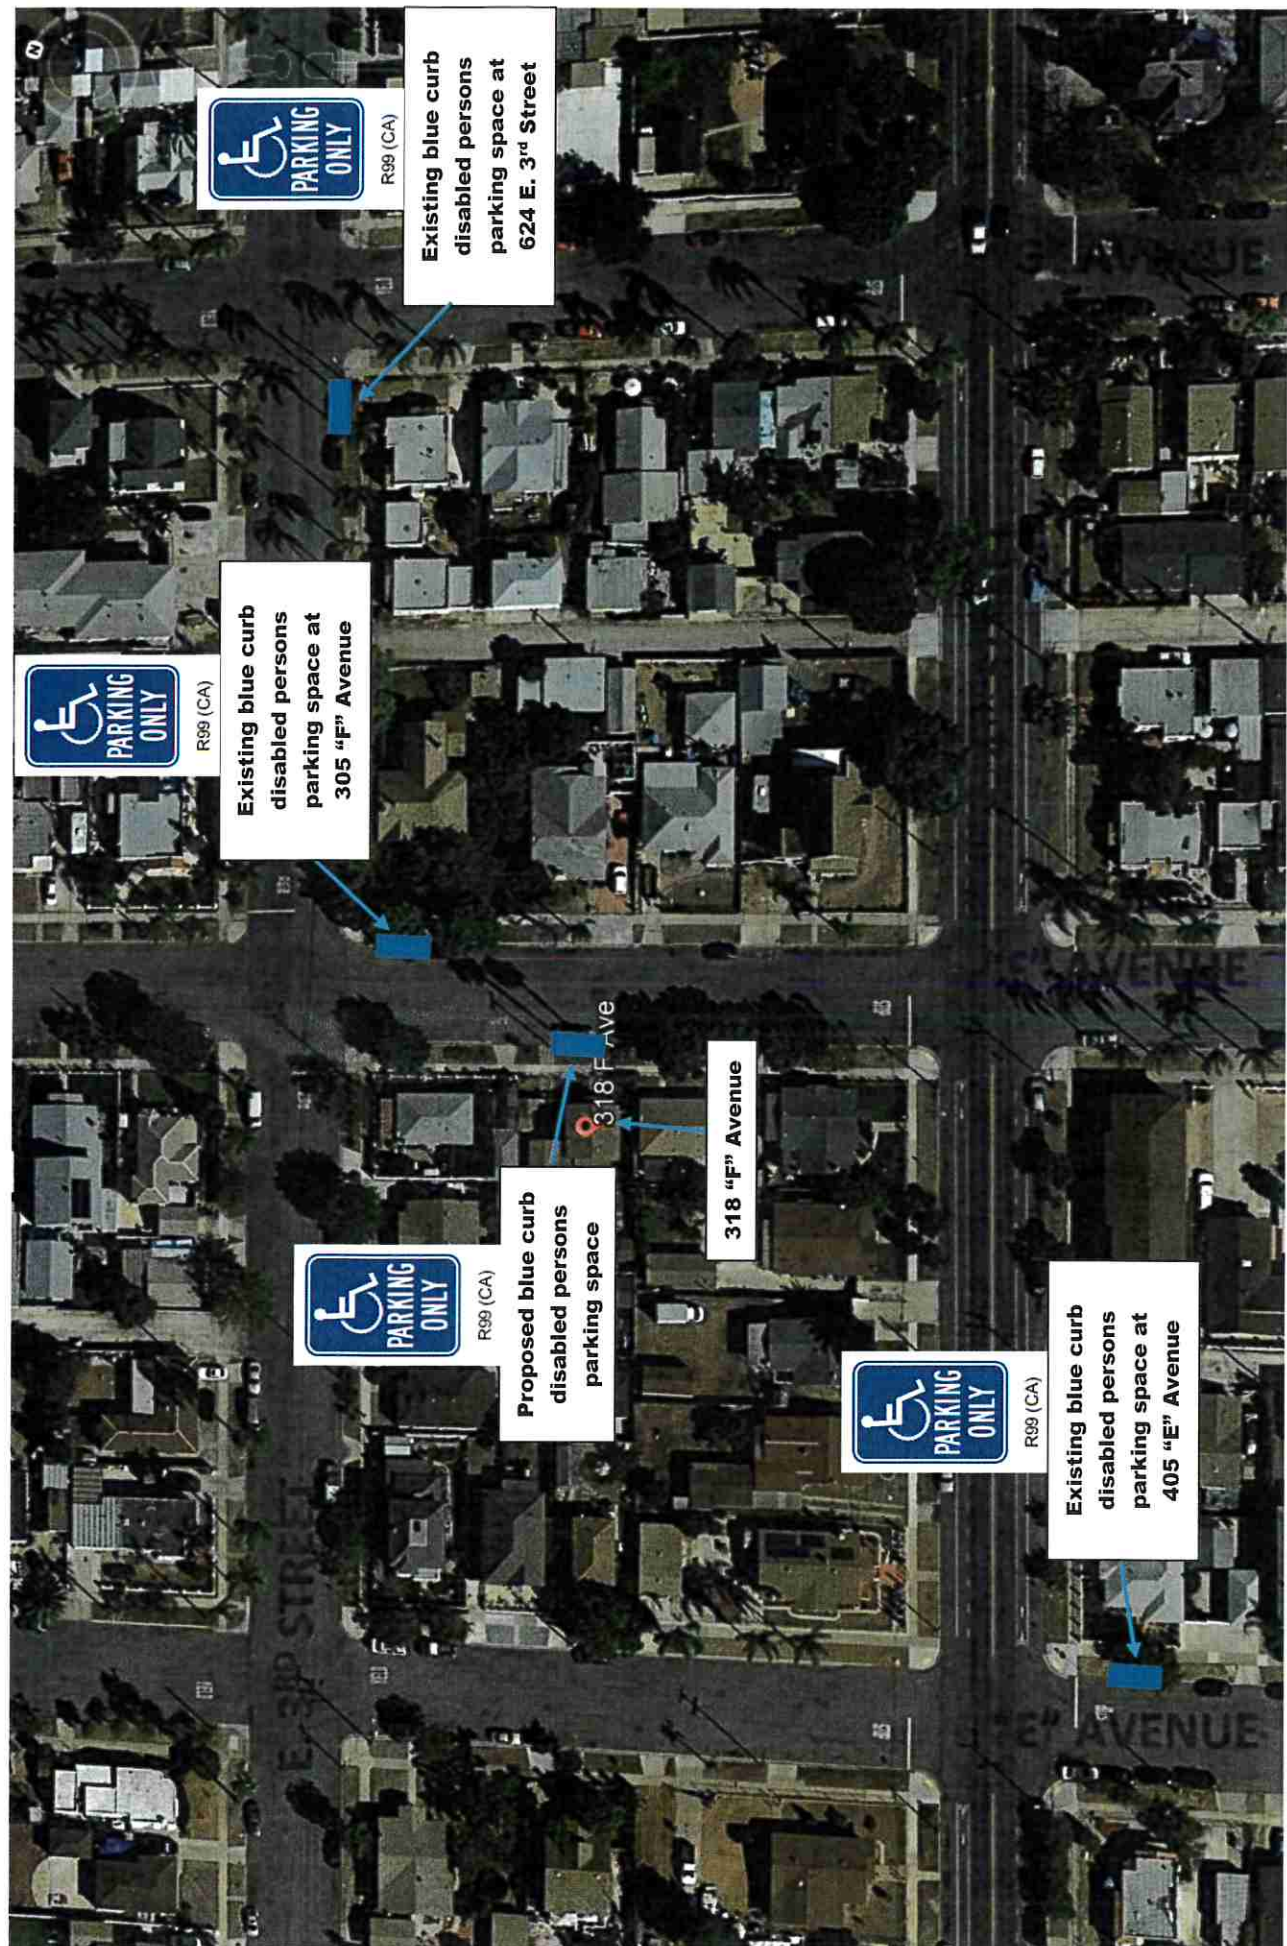 N
PARKING
ONLY
R99 (CA)
Existing blue curb
disabled persons
parking space at
624 E. 3rd Street
PARKING
ONLY
R99 (CA)
Existing blue curb
disabled persons
parking space at
305 "F" Avenue
PARKING
ONLY
R99 (CA)
Proposed blue curb
disabled persons
parking space
318 F Ave
318 "F" Avenue
PARKING
ONLY
R99 (CA)
Existing blue curb
disabled persons
parking space at
405 "E" Avenue
E. 3RD STREET
AVENUE
AVENUE
"E" AVENUE